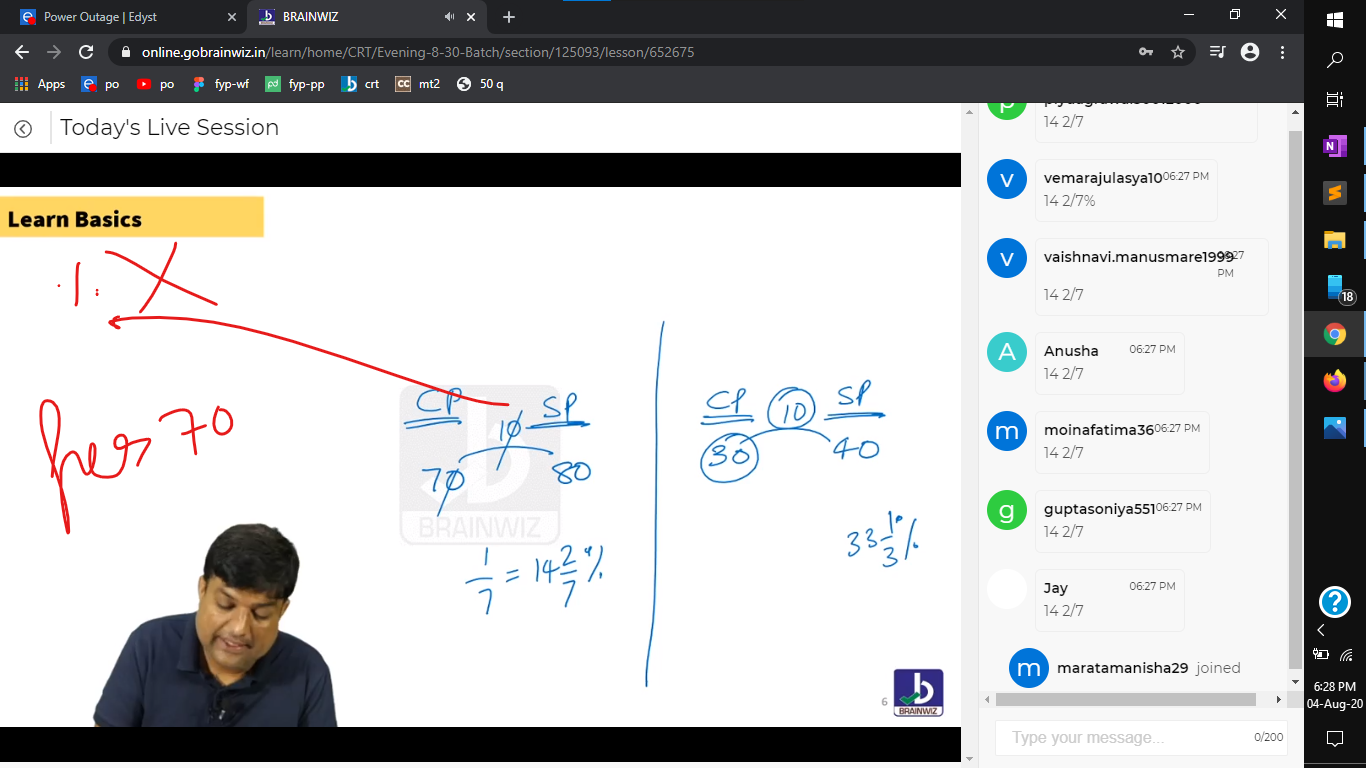 Power Outage | Edyst
BRAINWIZ
online.gobrainwiz.in/learn/home/CRT/Evening-8-30-Batch/section/125093/lesson/652675
Apps po po fyp-wf fyp-pp crt mt2 50 q
Today's Live Session
Learn Basics
per 70
CP 10 SP
70 80
1/7 = 14 2/7 %
CP 10 SP
30 40
33 1/3 %
BRAINWIZ
6
BRAINWIZ
14 2/7
vemarajulasya10 06:27 PM
14 2/7%
vaishnavi.manusmare1999 06:27 PM
14 2/7
Anusha 06:27 PM
14 2/7
moinafatima36 06:27 PM
14 2/7
guptasoniya551 06:27 PM
14 2/7
Jay 06:27 PM
14 2/7
maratamanisha29 joined
Type your message... 0/200
18
6:28 PM
04-Aug-20